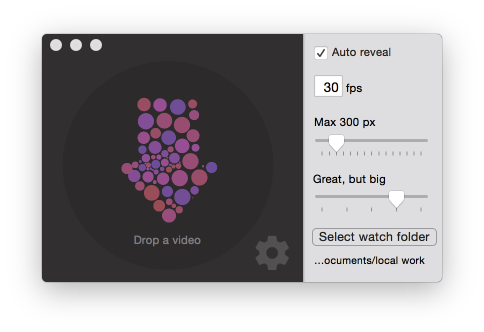 Auto reveal
30 fps
Max 300 px
Great, but big
Drop a video
Select watch folder
...ocuments/local work